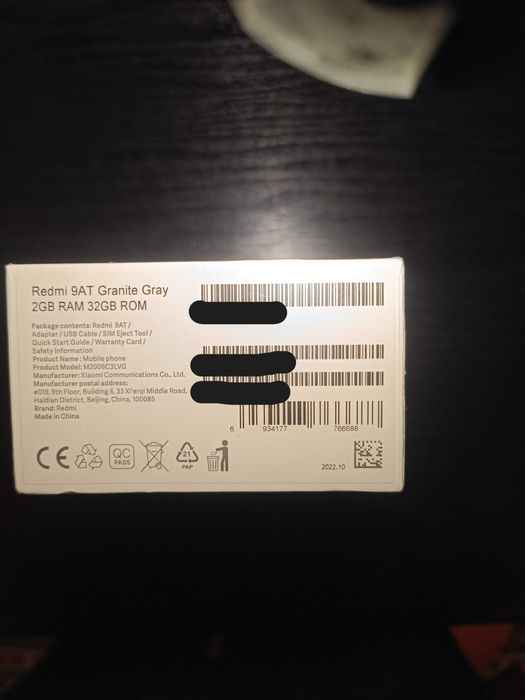 Redmi 9AT Granite Gray
2GB RAM 32GB ROM
Package contents: Redmi 9AT /
Adapter / USB Cable / SIM Eject Tool /
Quick Start Guide / Warranty Card /
Safety Information
Product Name : Mobile phone
Product Model: M2006C3LVG
Manufacturer: Xiaomi Communications Co., Ltd.
Manufacturer postal address:
#019, 9th Floor, Building 6, 33 Xi'erqi Middle Road,
Haidian District, Beijing, China, 100085
Brand: Redmi
Made in China
6 934177 766688
CE
QC
PASS
21
PAP
2022.10